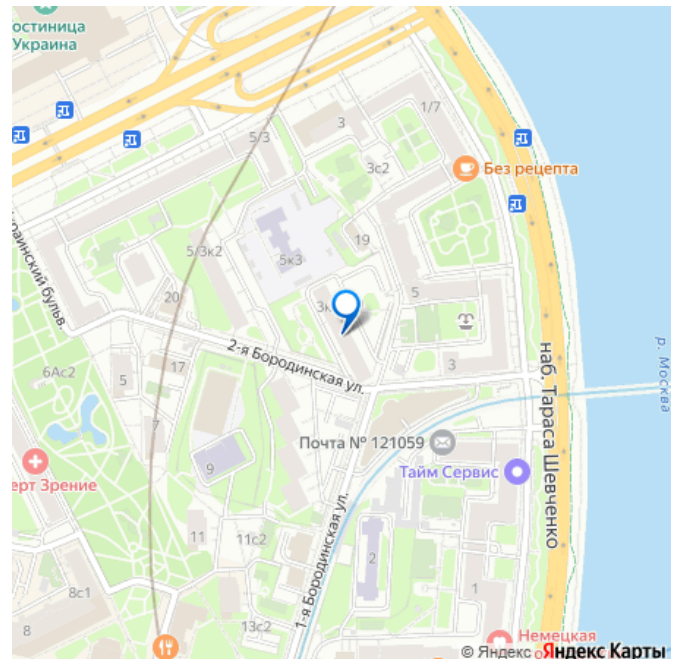 остиница
Украина
5/3
3
1/7
3с2
Без рецепта
19
5/3к2
5к3
20
3к
5
краинский бульв.
2-я Бородинская ул.
6Ас2
5
17
3
наб. Тараса Шевченко
р. Москва
7
9
Почта № 121059
Тайм Сервис
ерт Зрение
11
11с2
1-я Бородинская ул.
2
8с1
8
13с2
1
Немецкая
© Яндекс Яндекс Карты